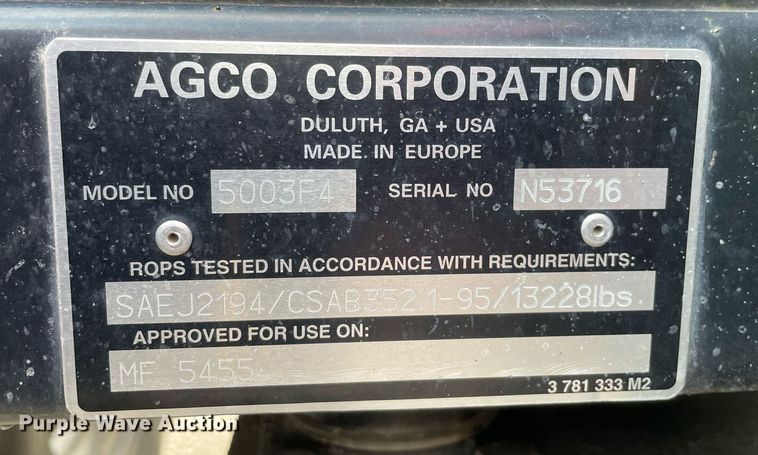 AGCO CORPORATION
DULUTH, GA + USA
MADE IN EUROPE
MODEL NO 5003F4 SERIAL NO N53716
ROPS TESTED IN ACCORDANCE WITH REQUIREMENTS:
SAEJ2194/CSAB352.1-95/13228lbs
APPROVED FOR USE ON:
MF 5455
3 781 333 M2
Purple Wave Auction